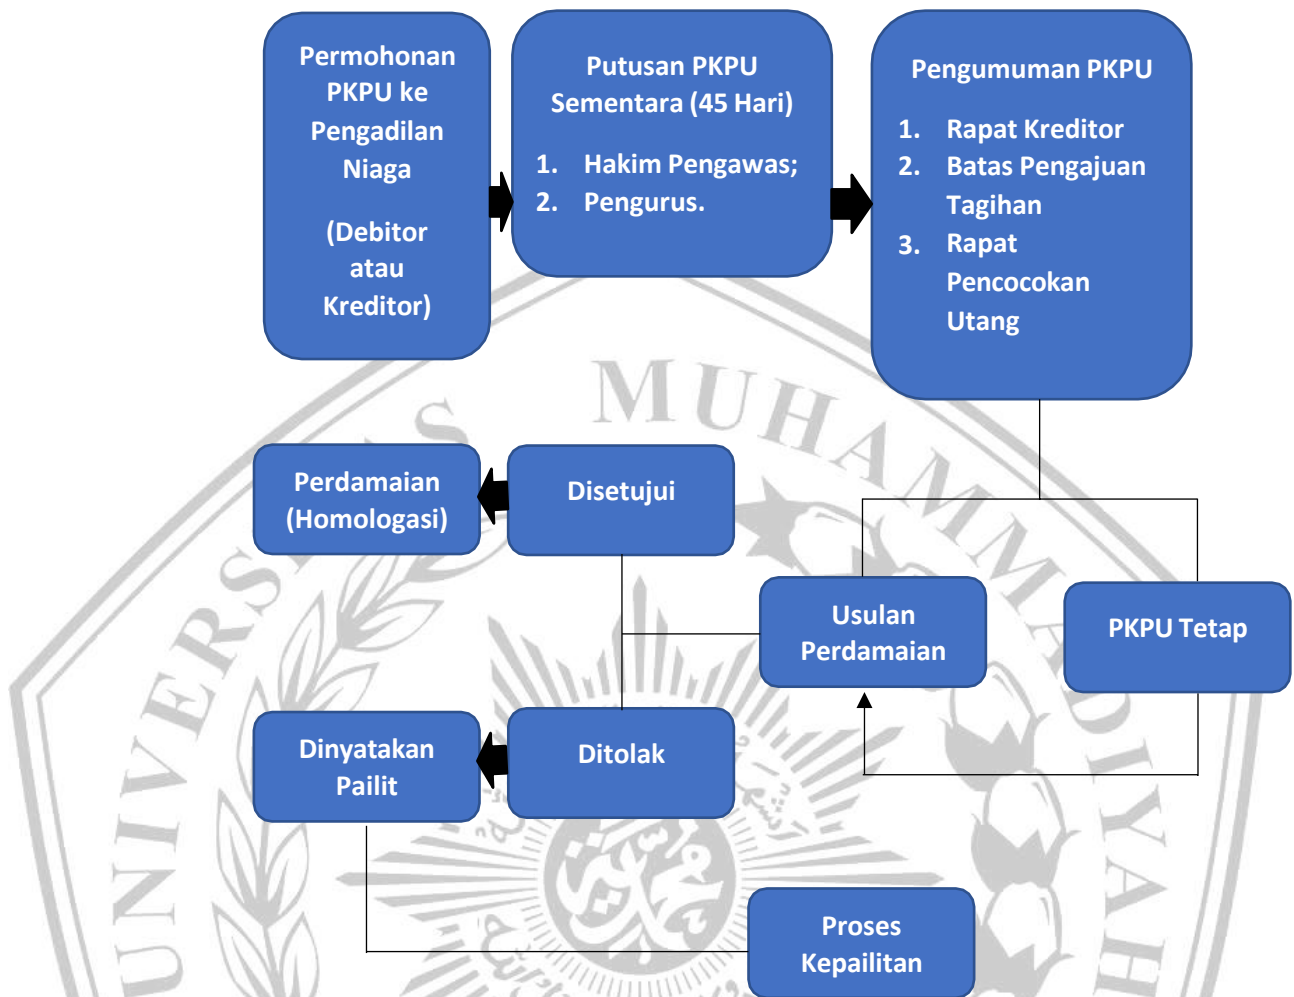 Permohonan
PKPU ke
Pengadilan
Niaga
(Debitor
atau
Kreditor)
Putusan PKPU
Sementara (45 Hari)
1. Hakim Pengawas;
2. Pengurus.
Pengumuman PKPU
1. Rapat Kreditor
2. Batas Pengajuan
Tagihan
3. Rapat
Pencocokan
Utang
Perdamaian
(Homologasi)
Disetujui
Usulan
Perdamaian
PKPU Tetap
Dinyatakan
Pailit
Ditolak
Proses
Kepailitan
UNIVERSITAS MUHAMMADIYAH